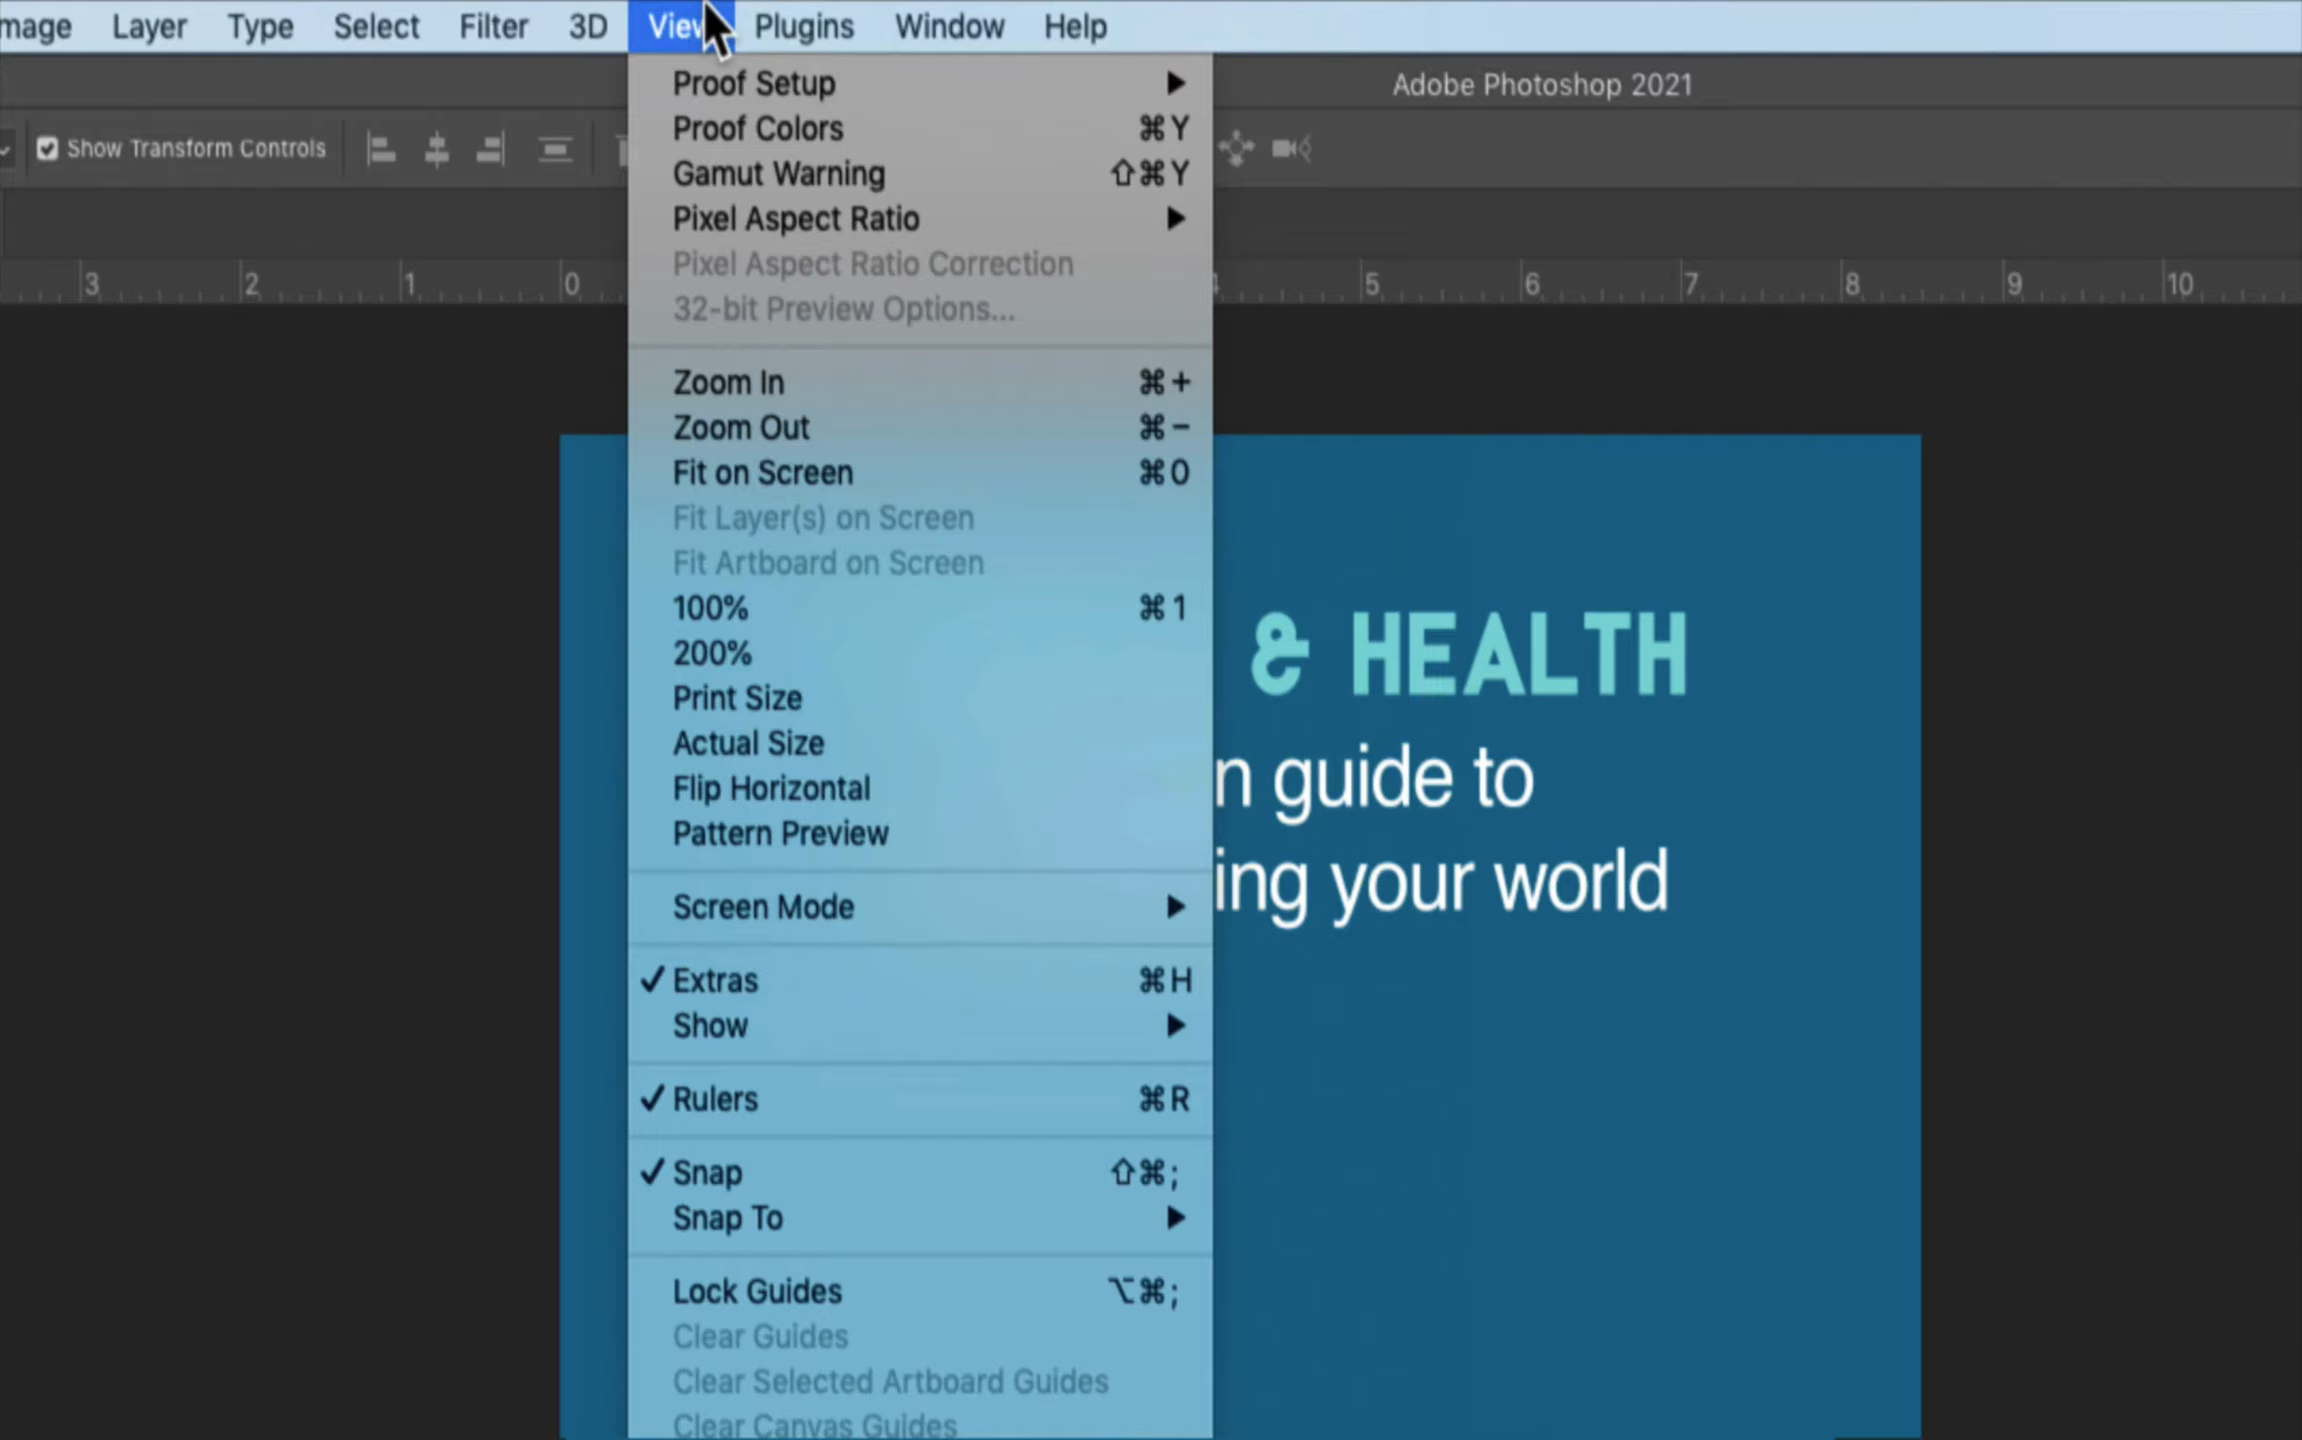 Layer Type Select Filter 3D View Plugins Window Help
Adobe Photoshop 2021
Show Transform Controls
3 2 1 0 5 6 7 8 9 10
Proof Setup
Proof Colors ⌘Y
Gamut Warning ⇧⌘Y
Pixel Aspect Ratio
Pixel Aspect Ratio Correction
32-bit Preview Options...
Zoom In ⌘+
Zoom Out ⌘−
Fit on Screen ⌘0
Fit Layer(s) on Screen
Fit Artboard on Screen
100% ⌘1
200%
Print Size
Actual Size
Flip Horizontal
Pattern Preview
Screen Mode
Extras ⌘H
Show
Rulers ⌘R
Snap ⇧⌘;
Snap To
Lock Guides ⌥⌘;
Clear Guides
Clear Selected Artboard Guides
Clear Canvas Guides
& HEALTH
guide to
your world